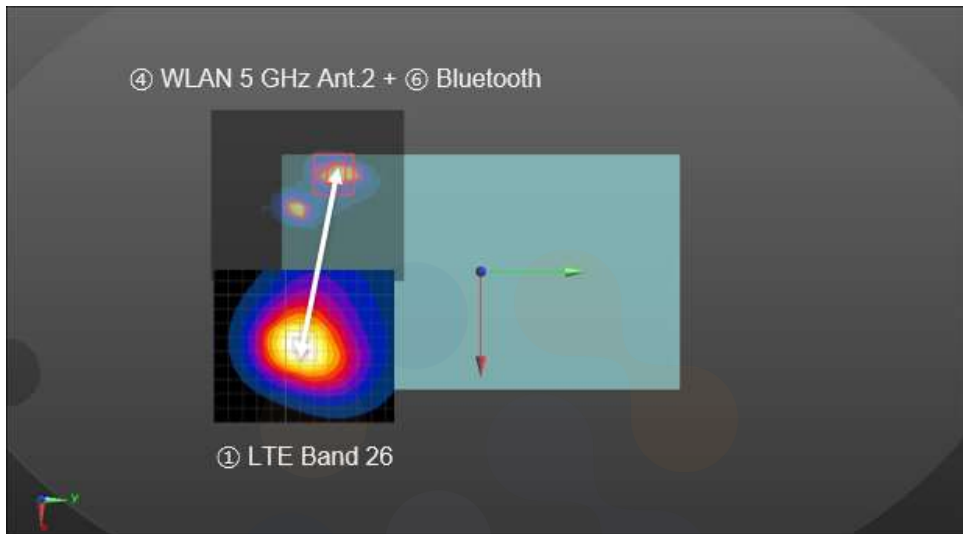 ④ WLAN 5 GHz Ant.2 + ⑥ Bluetooth
① LTE Band 26
y